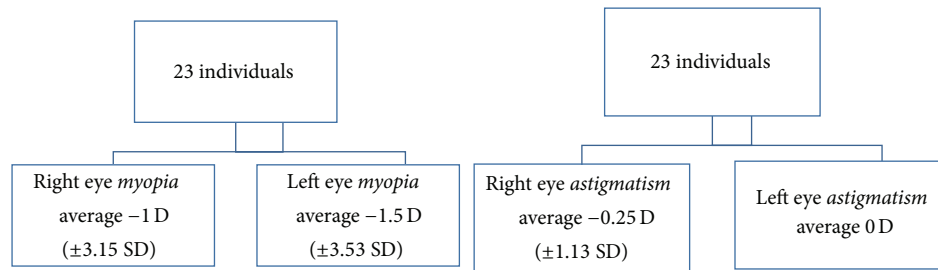 23 individuals
Right eye myopia
average −1 D
(±3.15 SD)
Left eye myopia
average −1.5 D
(±3.53 SD)
23 individuals
Right eye astigmatism
average −0.25 D
(±1.13 SD)
Left eye astigmatism
average 0 D